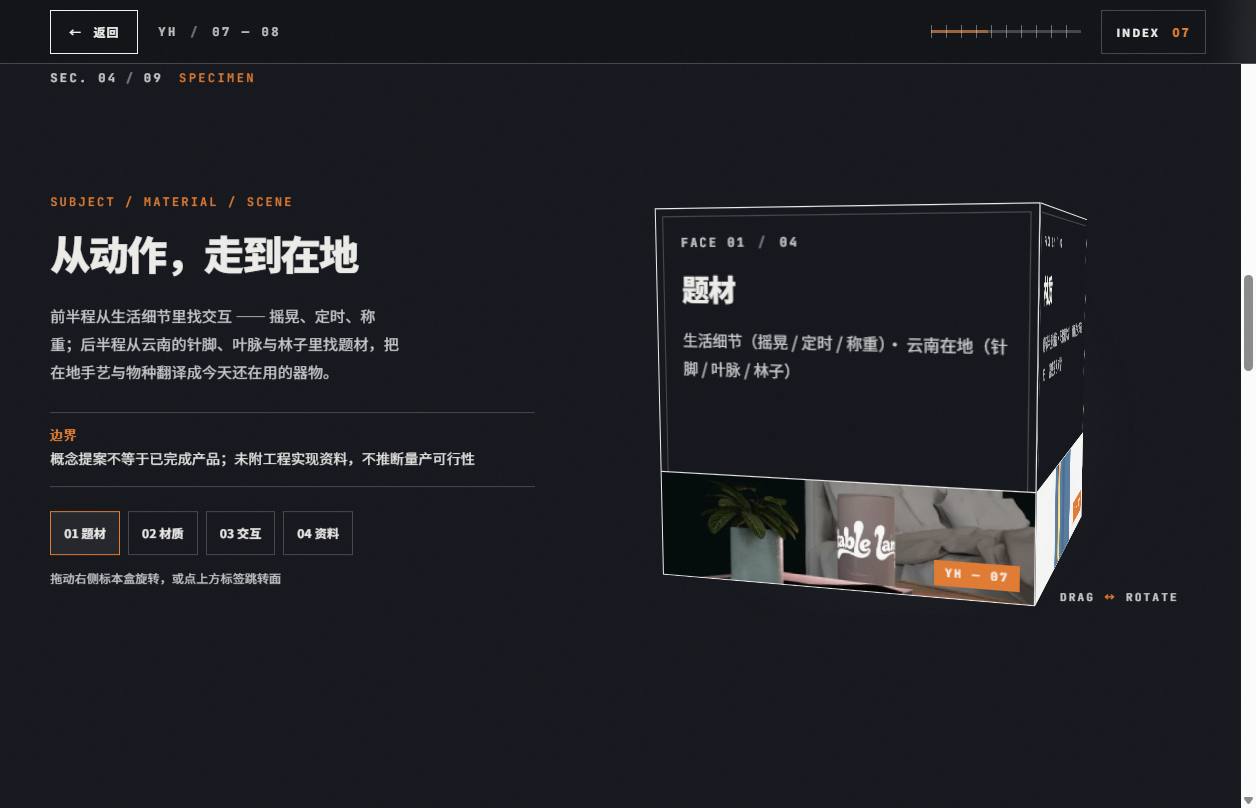 ← 返回
YH / 07 — 08
INDEX 07
SEC. 04 / 09 SPECIMEN
SUBJECT / MATERIAL / SCENE
从动作，走到在地
前半程从生活细节里找交互 —— 摇晃、定时、称
重；后半程从云南的针脚、叶脉与林子里找题材，把
在地手艺与物种翻译成今天还在用的器物。
边界
概念提案不等于已完成产品；未附工程实现资料，不推断量产可行性
01 题材
02 材质
03 交互
04 资料
拖动右侧标本盒旋转，或点上方标签跳转面
FACE 01 / 04
题材
生活细节（摇晃 / 定时 / 称重）· 云南在地（针
脚 / 叶脉 / 林子）
材质
YH — 07
DRAG ↔ ROTATE